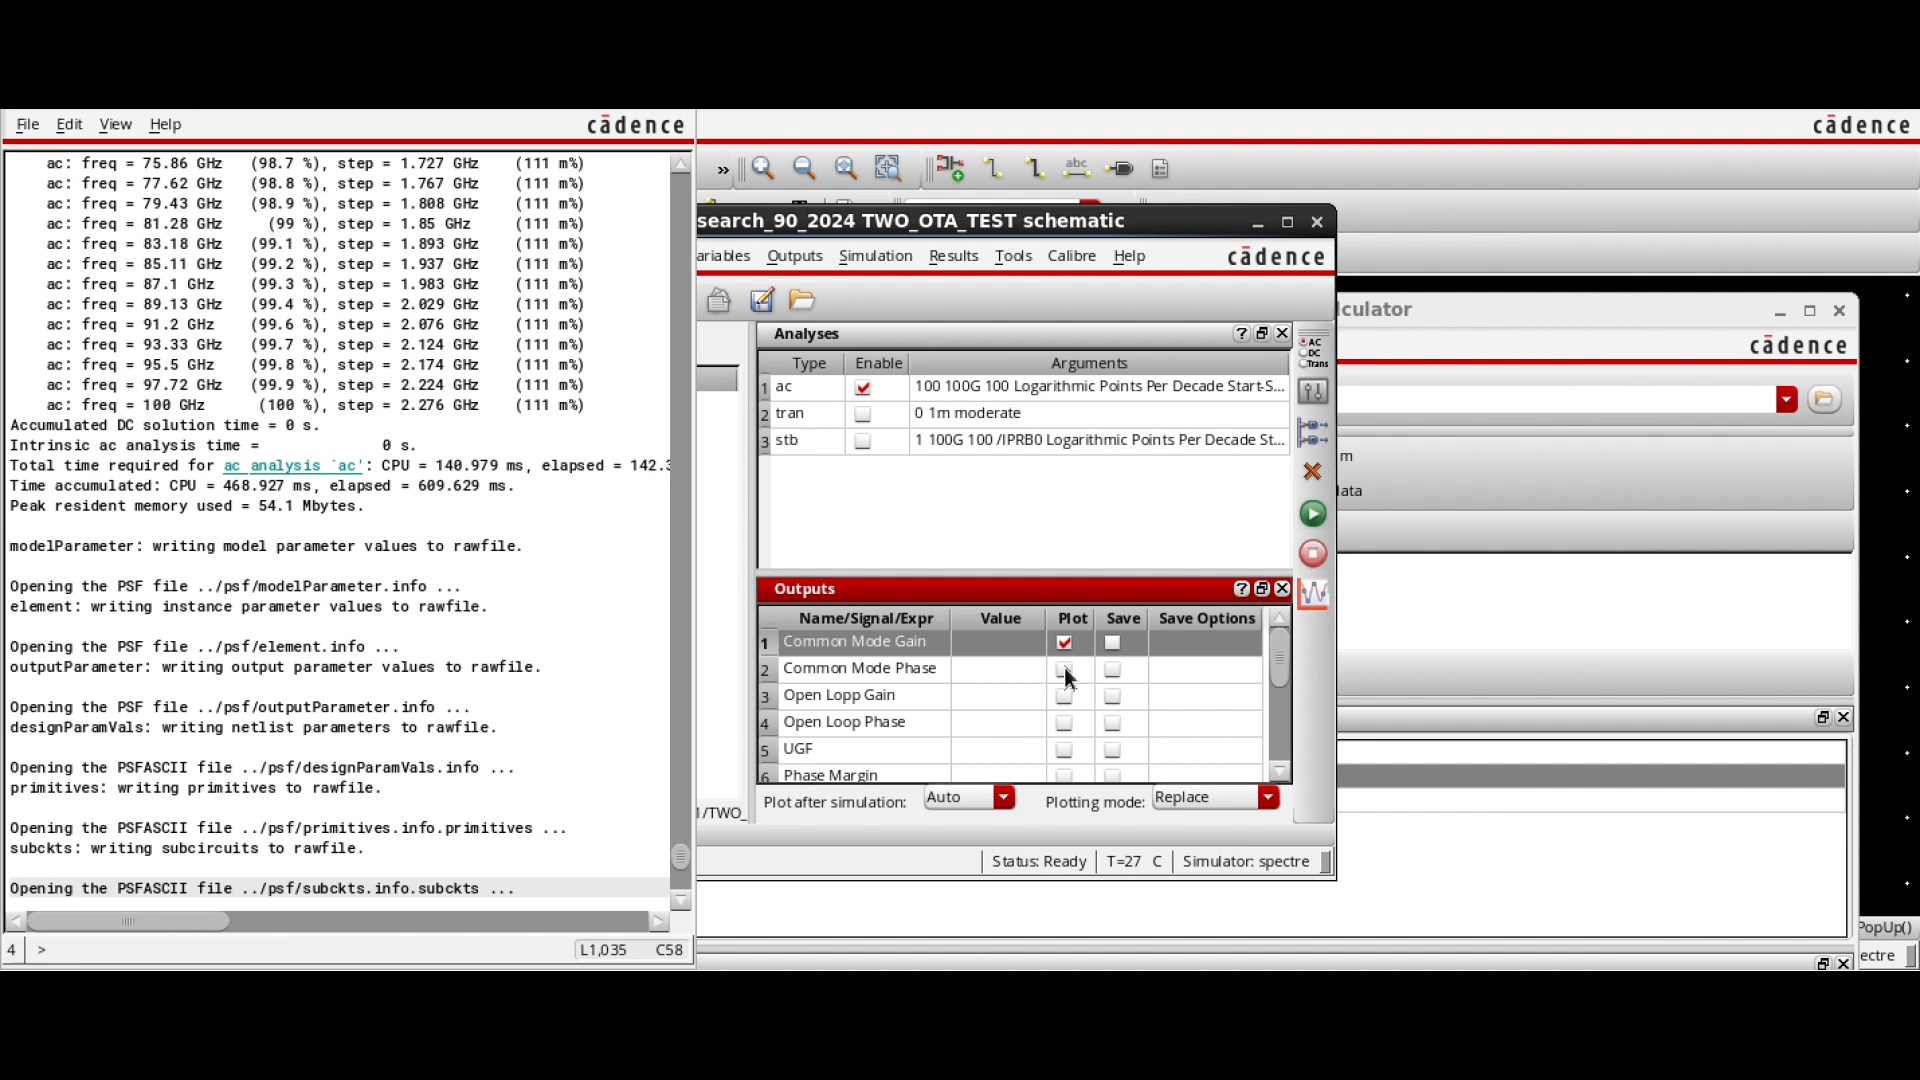 File Edit View Help cādence
ac: freq = 75.86 GHz (98.7 %), step = 1.727 GHz (111 m%)
ac: freq = 77.62 GHz (98.8 %), step = 1.767 GHz (111 m%)
ac: freq = 79.43 GHz (98.9 %), step = 1.808 GHz (111 m%)
ac: freq = 81.28 GHz (99 %), step = 1.85 GHz (111 m%)
ac: freq = 83.18 GHz (99.1 %), step = 1.893 GHz (111 m%)
ac: freq = 85.11 GHz (99.2 %), step = 1.937 GHz (111 m%)
ac: freq = 87.1 GHz (99.3 %), step = 1.983 GHz (111 m%)
ac: freq = 89.13 GHz (99.4 %), step = 2.029 GHz (111 m%)
ac: freq = 91.2 GHz (99.6 %), step = 2.076 GHz (111 m%)
ac: freq = 93.33 GHz (99.7 %), step = 2.124 GHz (111 m%)
ac: freq = 95.5 GHz (99.8 %), step = 2.174 GHz (111 m%)
ac: freq = 97.72 GHz (99.9 %), step = 2.224 GHz (111 m%)
ac: freq = 100 GHz (100 %), step = 2.276 GHz (111 m%)
Accumulated DC solution time = 0 s.
Intrinsic ac analysis time = 0 s.
Total time required for ac analysis `ac': CPU = 140.979 ms, elapsed = 142.3
Time accumulated: CPU = 468.927 ms, elapsed = 609.629 ms.
Peak resident memory used = 54.1 Mbytes.
modelParameter: writing model parameter values to rawfile.
Opening the PSF file ../psf/modelParameter.info ...
element: writing instance parameter values to rawfile.
Opening the PSF file ../psf/element.info ...
outputParameter: writing output parameter values to rawfile.
Opening the PSF file ../psf/outputParameter.info ...
designParamVals: writing netlist parameters to rawfile.
Opening the PSFASCII file ../psf/designParamVals.info ...
primitives: writing primitives to rawfile.
Opening the PSFASCII file ../psf/primitives.info.primitives ...
subckts: writing subcircuits to rawfile.
Opening the PSFASCII file ../psf/subckts.info.subckts ...
4 > L1,035 C58
cādence
» abc
search_90_2024 TWO_OTA_TEST schematic
ariables Outputs Simulation Results Tools Calibre Help cādence
Analyses
Type Enable Arguments
1 ac 100 100G 100 Logarithmic Points Per Decade Start-S...
2 tran 0 1m moderate
3 stb 1 100G 100 /IPRB0 Logarithmic Points Per Decade St...
AC
DC
Trans
Outputs
Name/Signal/Expr Value Plot Save Save Options
1 Common Mode Gain
2 Common Mode Phase
3 Open Lopp Gain
4 Open Loop Phase
5 UGF
6 Phase Margin
Plot after simulation: Auto Plotting mode: Replace
/TWO_
Status: Ready T=27 C Simulator: spectre
lculator
cādence
m
lata
PopUp()
ectre